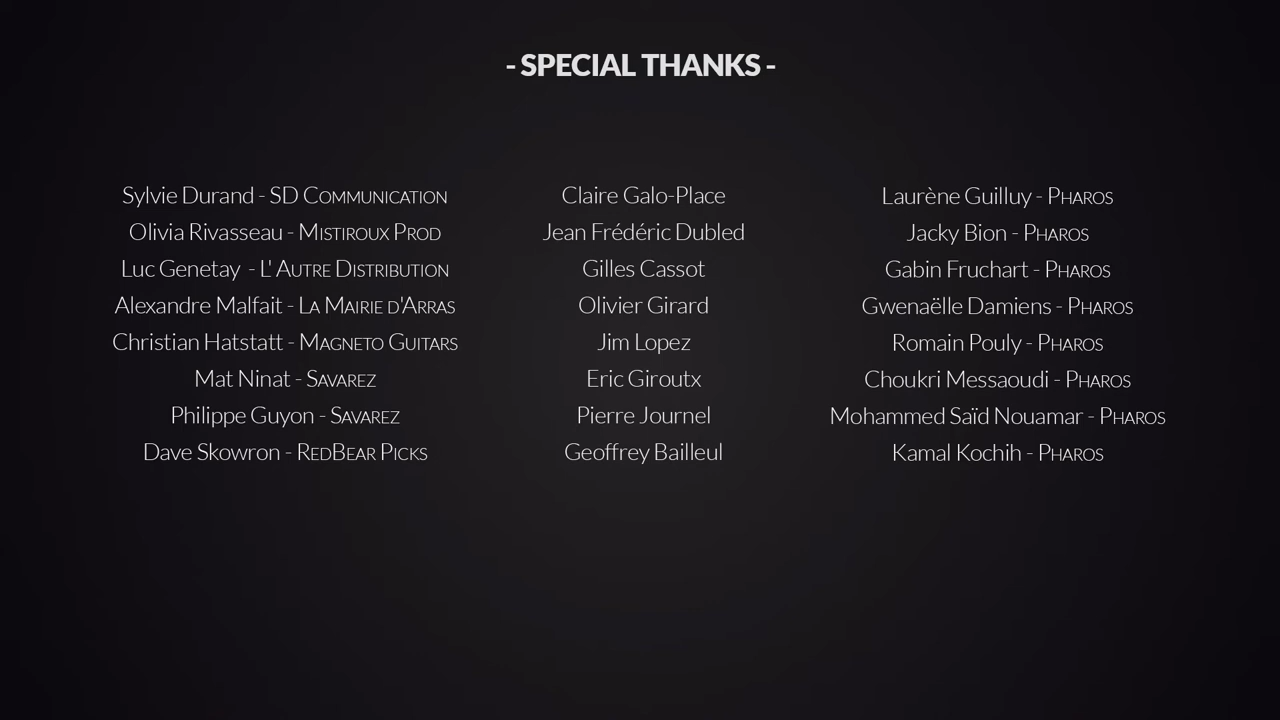 - SPECIAL THANKS -
Sylvie Durand - SD Communication
Olivia Rivasseau - Mistiroux Prod
Luc Genetay - L' Autre Distribution
Alexandre Malfait - La Mairie d'Arras
Christian Hatstatt - Magneto Guitars
Mat Ninat - Savarez
Philippe Guyon - Savarez
Dave Skowron - RedBear Picks
Claire Galo-Place
Jean Frédéric Dubled
Gilles Cassot
Olivier Girard
Jim Lopez
Eric Giroutx
Pierre Journel
Geoffrey Bailleul
Laurène Guilluy - Pharos
Jacky Bion - Pharos
Gabin Fruchart - Pharos
Gwenaëlle Damiens - Pharos
Romain Pouly - Pharos
Choukri Messaoudi - Pharos
Mohammed Saïd Nouamar - Pharos
Kamal Kochih - Pharos